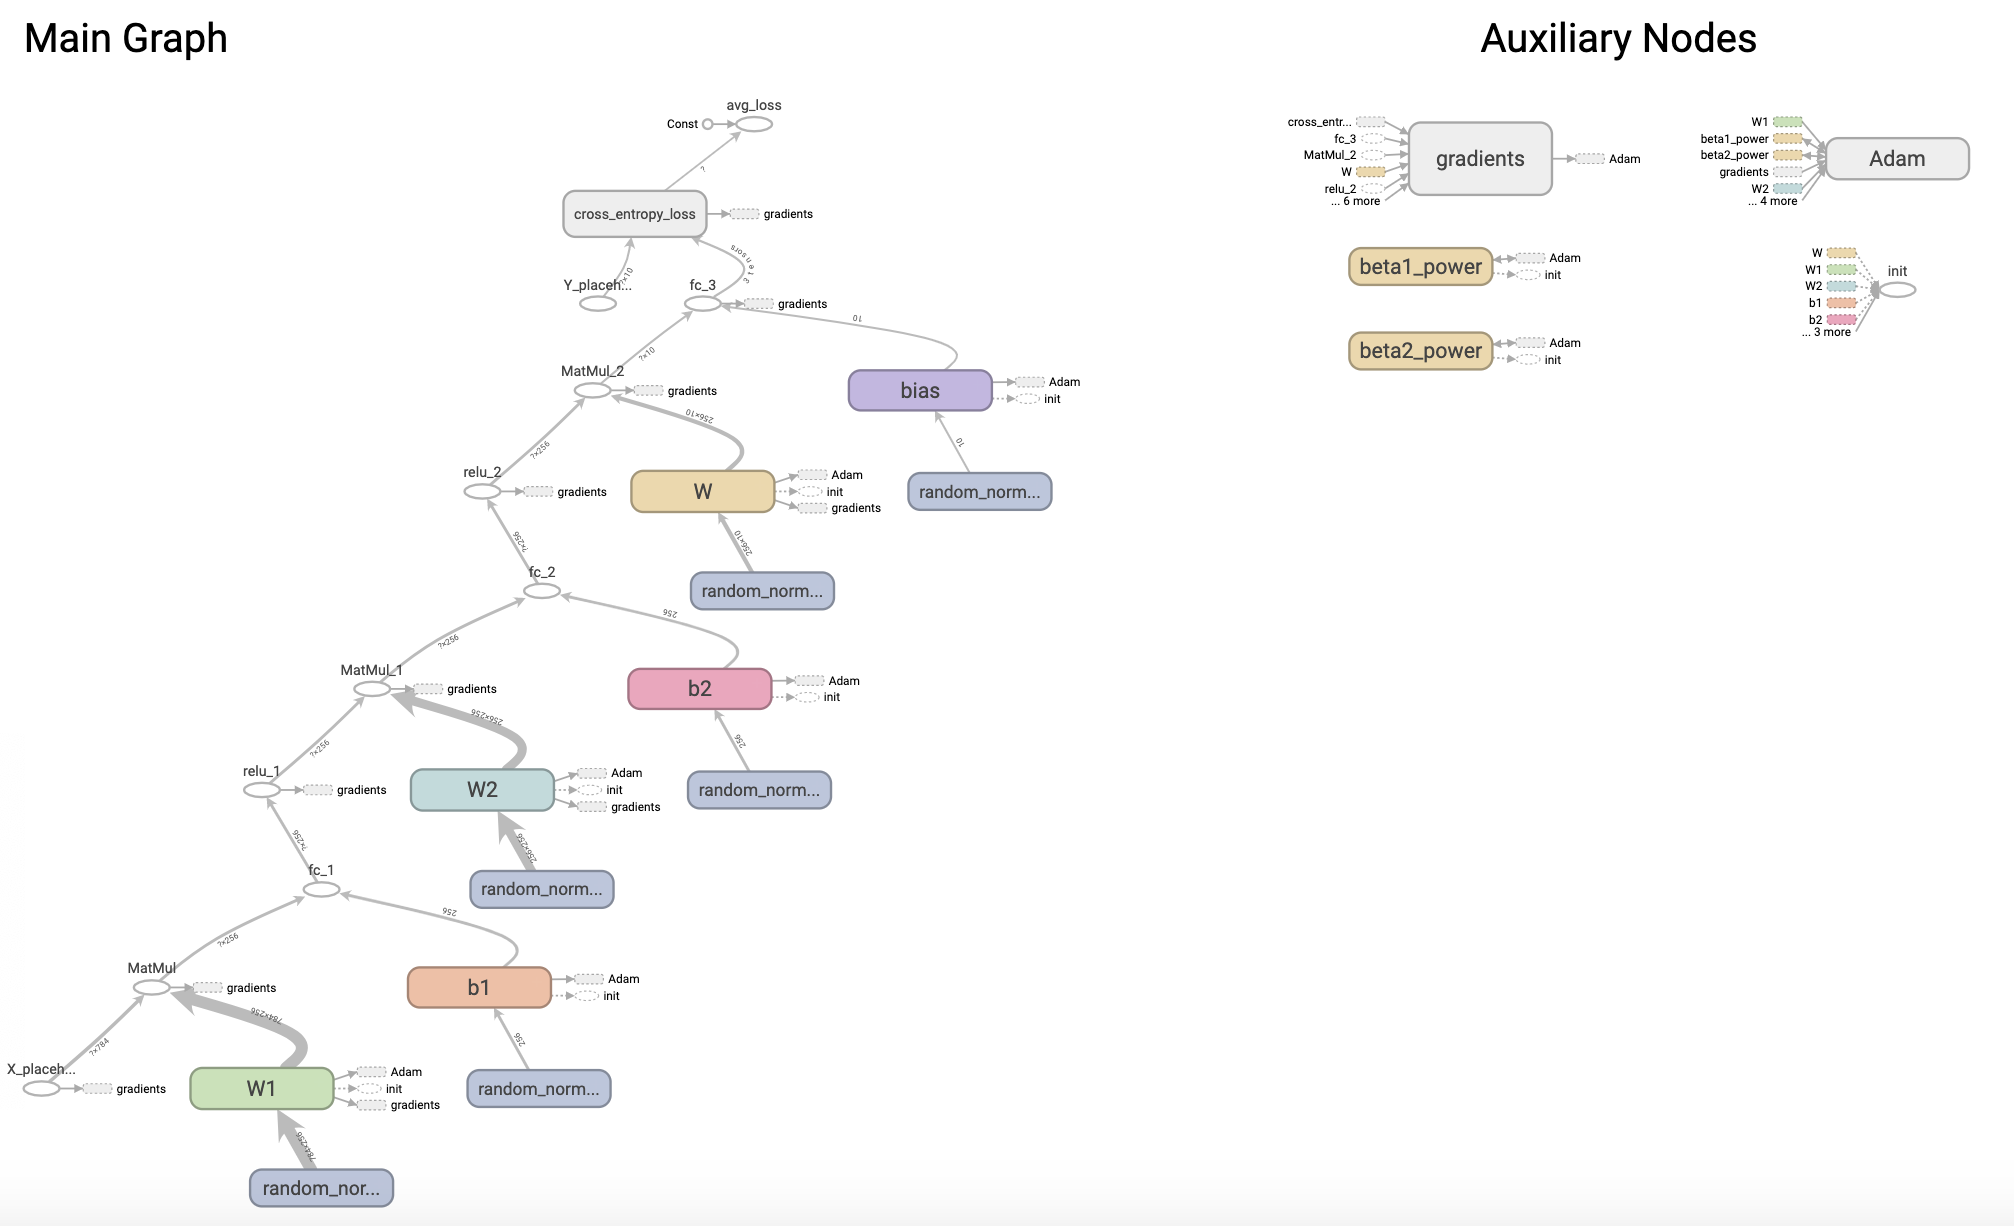 Main Graph
Auxiliary Nodes
avg_loss
Const
?
cross_entropy_loss
gradients
3 tensors
?×10
Y_placeh...
fc_3
gradients
10
?×10
MatMul_2
gradients
bias
Adam
init
256×10
10
?×256
relu_2
gradients
W
Adam
init
gradients
random_norm...
256×10
?×256
fc_2
random_norm...
256
?×256
MatMul_1
gradients
b2
Adam
init
256×256
256
?×256
relu_1
gradients
W2
Adam
init
gradients
random_norm...
256×256
?×256
fc_1
random_norm...
256
?×256
MatMul
gradients
b1
Adam
init
784×256
256
?×784
X_placeh...
gradients
W1
Adam
init
gradients
random_norm...
784×256
random_nor...
cross_entr...
fc_3
MatMul_2
W
relu_2
... 6 more
gradients
Adam
W1
beta1_power
beta2_power
gradients
W2
... 4 more
Adam
beta1_power
Adam
init
W
W1
W2
b1
b2
... 3 more
init
beta2_power
Adam
init